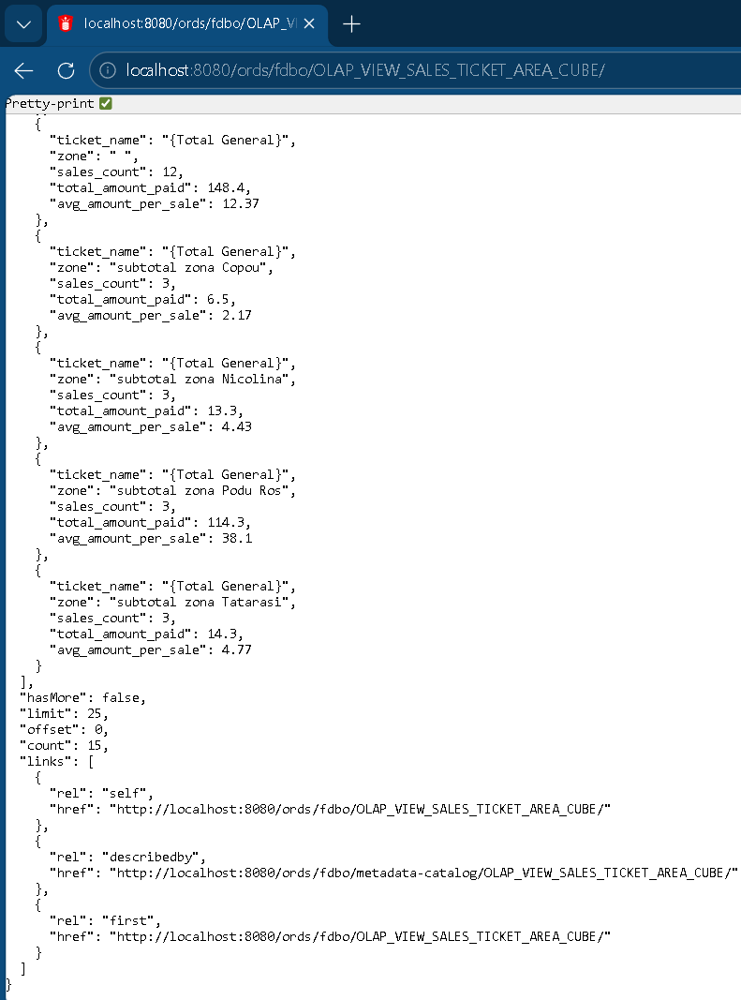 localhost:8080/ords/fdbo/OLAP_VI
localhost:8080/ords/fdbo/OLAP_VIEW_SALES_TICKET_AREA_CUBE/
Pretty-print
{
"ticket_name": "{Total General}",
"zone": " ",
"sales_count": 12,
"total_amount_paid": 148.4,
"avg_amount_per_sale": 12.37
},
{
"ticket_name": "{Total General}",
"zone": "subtotal zona Copou",
"sales_count": 3,
"total_amount_paid": 6.5,
"avg_amount_per_sale": 2.17
},
{
"ticket_name": "{Total General}",
"zone": "subtotal zona Nicolina",
"sales_count": 3,
"total_amount_paid": 13.3,
"avg_amount_per_sale": 4.43
},
{
"ticket_name": "{Total General}",
"zone": "subtotal zona Podu Ros",
"sales_count": 3,
"total_amount_paid": 114.3,
"avg_amount_per_sale": 38.1
},
{
"ticket_name": "{Total General}",
"zone": "subtotal zona Tatarasi",
"sales_count": 3,
"total_amount_paid": 14.3,
"avg_amount_per_sale": 4.77
}
],
"hasMore": false,
"limit": 25,
"offset": 0,
"count": 15,
"links": [
{
"rel": "self",
"href": "http://localhost:8080/ords/fdbo/OLAP_VIEW_SALES_TICKET_AREA_CUBE/"
},
{
"rel": "describedby",
"href": "http://localhost:8080/ords/fdbo/metadata-catalog/OLAP_VIEW_SALES_TICKET_AREA_CUBE/"
},
{
"rel": "first",
"href": "http://localhost:8080/ords/fdbo/OLAP_VIEW_SALES_TICKET_AREA_CUBE/"
}
]
}